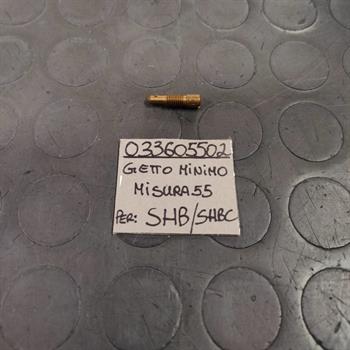 033605502
GETTO MINIMO
MISURA 55
PER: SHB/SHBC